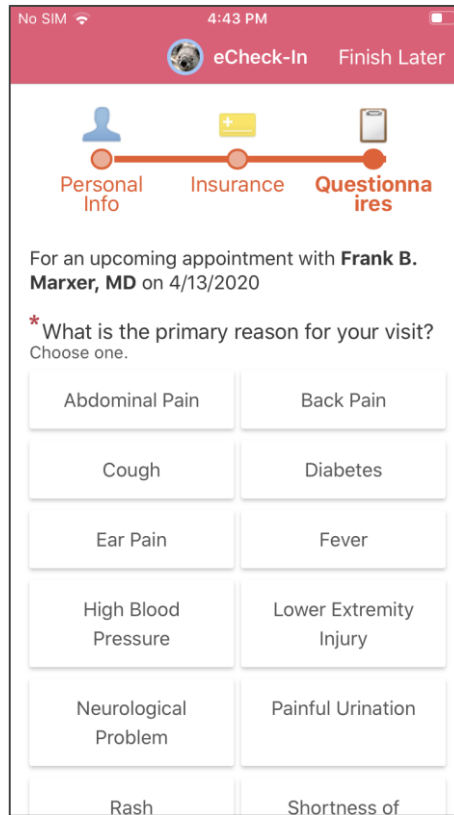 No SIM 4:43 PM
eCheck-In Finish Later
Personal Info
Insurance
Questionna
ires
For an upcoming appointment with Frank B.
Marxer, MD on 4/13/2020
*What is the primary reason for your visit?
Choose one.
Abdominal Pain
Back Pain
Cough
Diabetes
Ear Pain
Fever
High Blood
Pressure
Lower Extremity
Injury
Neurological
Problem
Painful Urination
Rash
Shortness of